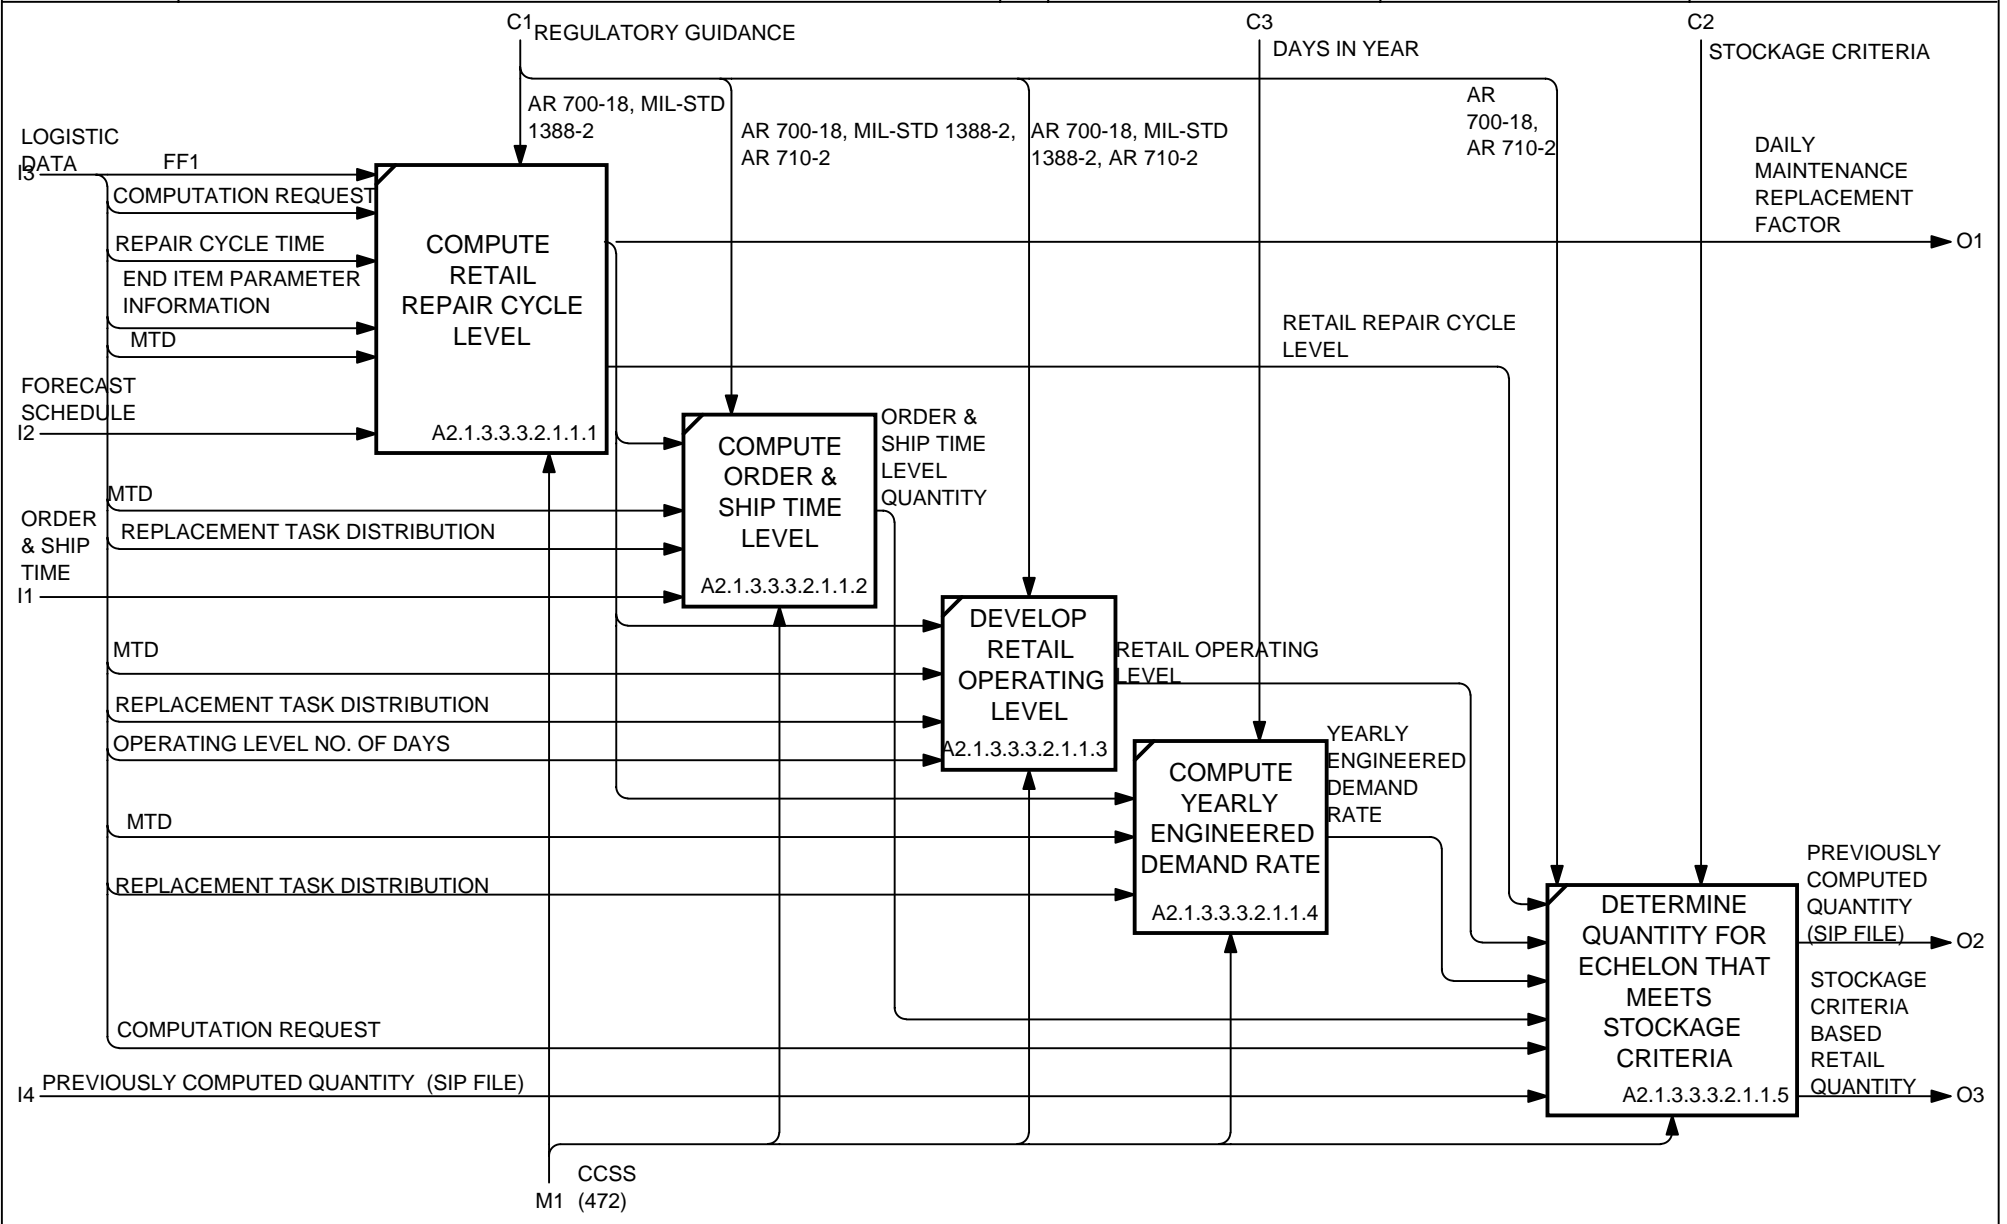 C1
REGULATORY GUIDANCE
C3
DAYS IN YEAR
C2
STOCKAGE CRITERIA
AR 700-18, MIL-STD
1388-2
AR 700-18, MIL-STD 1388-2,
AR 710-2
AR 700-18, MIL-STD
1388-2, AR 710-2
AR
700-18,
AR 710-2
DAILY
MAINTENANCE
REPLACEMENT
FACTOR
O1
LOGISTIC
DATA
I3
FF1
COMPUTATION REQUEST
REPAIR CYCLE TIME
END ITEM PARAMETER
INFORMATION
MTD
FORECAST
SCHEDULE
I2
COMPUTE
RETAIL
REPAIR CYCLE
LEVEL
A2.1.3.3.3.2.1.1.1
RETAIL REPAIR CYCLE
LEVEL
MTD
REPLACEMENT TASK DISTRIBUTION
ORDER
& SHIP
TIME
I1
COMPUTE
ORDER &
SHIP TIME
LEVEL
A2.1.3.3.3.2.1.1.2
ORDER &
SHIP TIME
LEVEL
QUANTITY
MTD
REPLACEMENT TASK DISTRIBUTION
OPERATING LEVEL NO. OF DAYS
DEVELOP
RETAIL
OPERATING
LEVEL
A2.1.3.3.3.2.1.1.3
RETAIL OPERATING
LEVEL
MTD
REPLACEMENT TASK DISTRIBUTION
COMPUTE
YEARLY
ENGINEERED
DEMAND RATE
A2.1.3.3.3.2.1.1.4
YEARLY
ENGINEERED
DEMAND
RATE
COMPUTATION REQUEST
I4
PREVIOUSLY COMPUTED QUANTITY (SIP FILE)
DETERMINE
QUANTITY FOR
ECHELON THAT
MEETS
STOCKAGE
CRITERIA
A2.1.3.3.3.2.1.1.5
PREVIOUSLY
COMPUTED
QUANTITY
(SIP FILE)
O2
STOCKAGE
CRITERIA
BASED
RETAIL
QUANTITY
O3
M1
CCSS
(472)